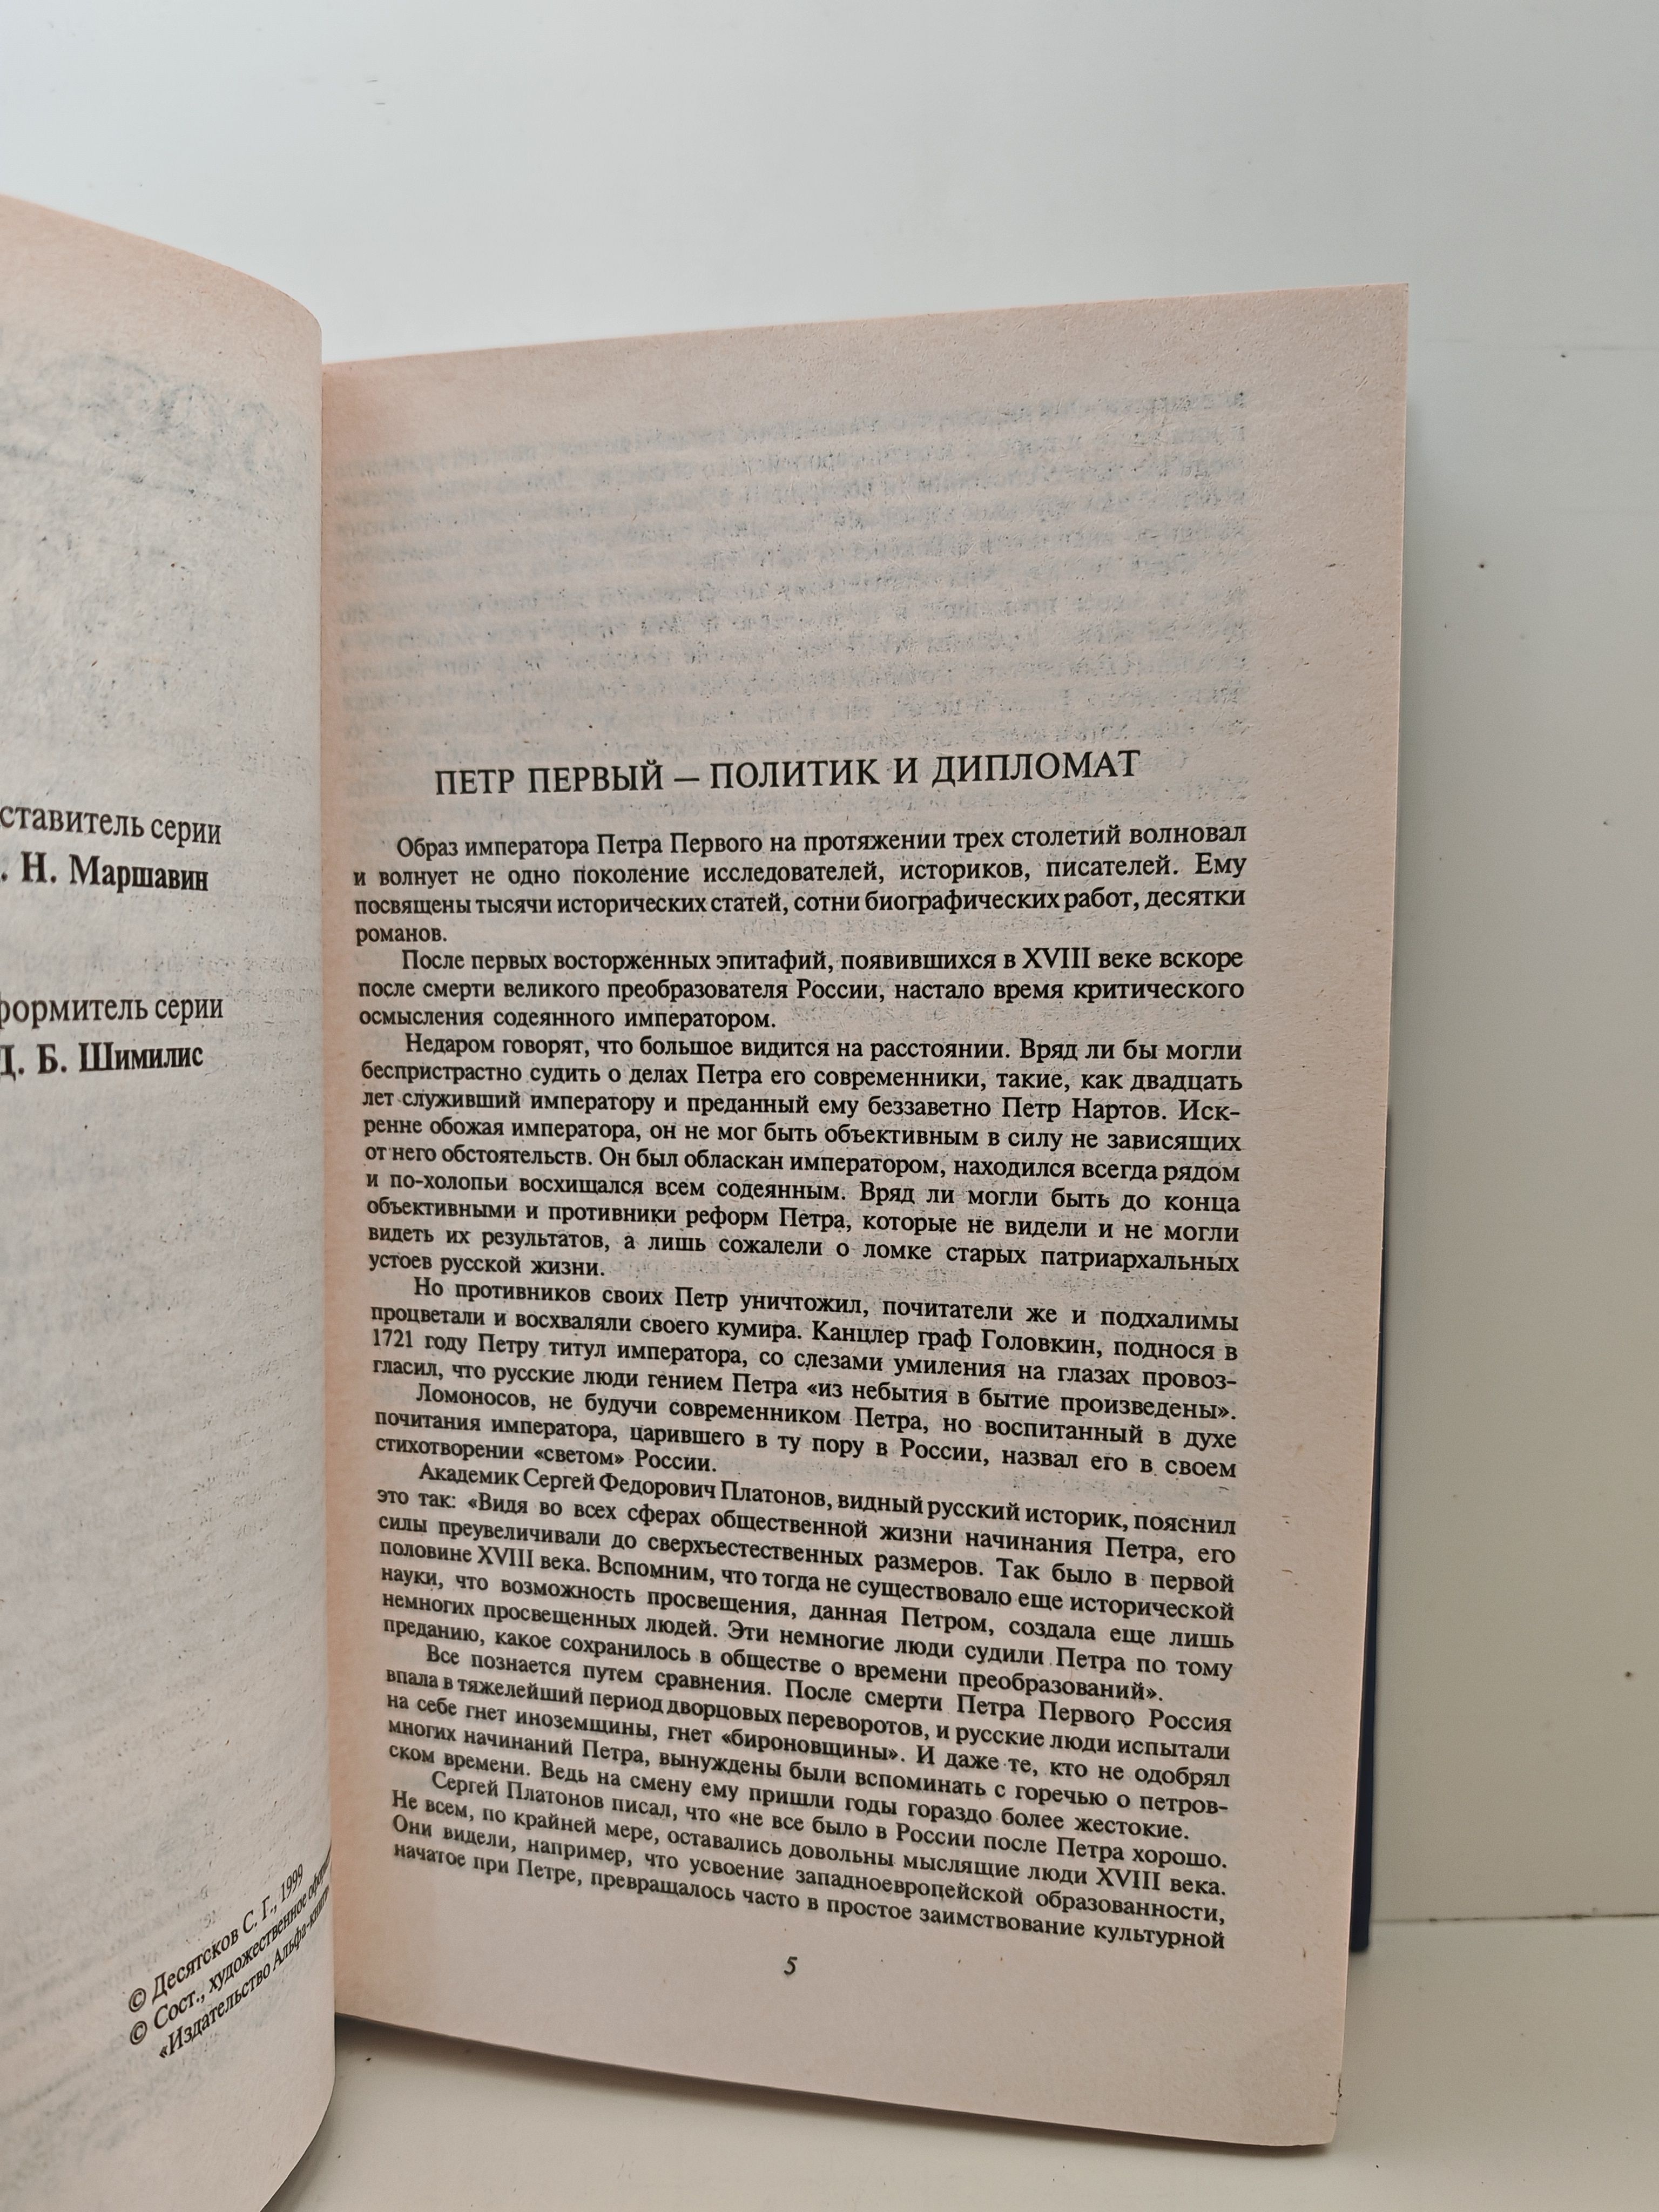 ставитель серии
Н. Маршавин
формитель серии
Д. Б. Шимилис
© Десятсков С. Г., 1999
© Сост., художественное
«Издательство Альфа-книга
ПЕТР ПЕРВЫЙ — ПОЛИТИК И ДИПЛОМАТ
Образ императора Петра Первого на протяжении трех столетий волновал
и волнует не одно поколение исследователей, историков, писателей. Ему
посвящены тысячи исторических статей, сотни биографических работ, десятки
романов.
После первых восторженных эпитафий, появившихся в XVIII веке вскоре
после смерти великого преобразователя России, настало время критического
осмысления содеянного императором.
Недаром говорят, что большое видится на расстоянии. Вряд ли бы могли
беспристрастно судить о делах Петра его современники, такие, как двадцать
лет служивший императору и преданный ему беззаветно Петр Нартов. Иск-
ренне обожая императора, он не мог быть объективным в силу не зависящих
от него обстоятельств. Он был обласкан императором, находился всегда рядом
и по-холопьи восхищался всем содеянным. Вряд ли могли быть до конца
объективными и противники реформ Петра, которые не видели и не могли
видеть их результатов, а лишь сожалели о ломке старых патриархальных
устоев русской жизни.
Но противников своих Петр уничтожил, почитатели же и подхалимы
процветали и восхваляли своего кумира. Канцлер граф Головкин, поднося в
1721 году Петру титул императора, со слезами умиления на глазах провоз-
гласил, что русские люди гением Петра «из небытия в бытие произведены».
Ломоносов, не будучи современником Петра, но воспитанный в духе
почитания императора, царившего в ту пору в России, назвал его в своем
стихотворении «светом» России.
Академик Сергей Федорович Платонов, видный русский историк, пояснил
это так: «Видя во всех сферах общественной жизни начинания Петра, его
силы преувеличивали до сверхъестественных размеров. Так было в первой
половине XVIII века. Вспомним, что тогда не существовало еще исторической
науки, что возможность просвещения, данная Петром, создала еще лишь
немногих просвещенных людей. Эти немногие люди судили Петра по тому
преданию, какое сохранилось в обществе о времени преобразований».
Все познается путем сравнения. После смерти Петра Первого Россия
впала в тяжелейший период дворцовых переворотов, и русские люди испытали
на себе гнет иноземщины, гнет «бироновщины». И даже те, кто не одобрял
многих начинаний Петра, вынуждены были вспоминать с горечью о петров-
ском времени. Ведь на смену ему пришли годы гораздо более жестокие.
Сергей Платонов писал, что «не все было в России после Петра хорошо.
Не всем, по крайней мере, оставались довольны мыслящие люди XVIII века.
Они видели, например, что усвоение западноевропейской образованности,
начатое при Петре, превращалось часто в простое заимствование культурной
5